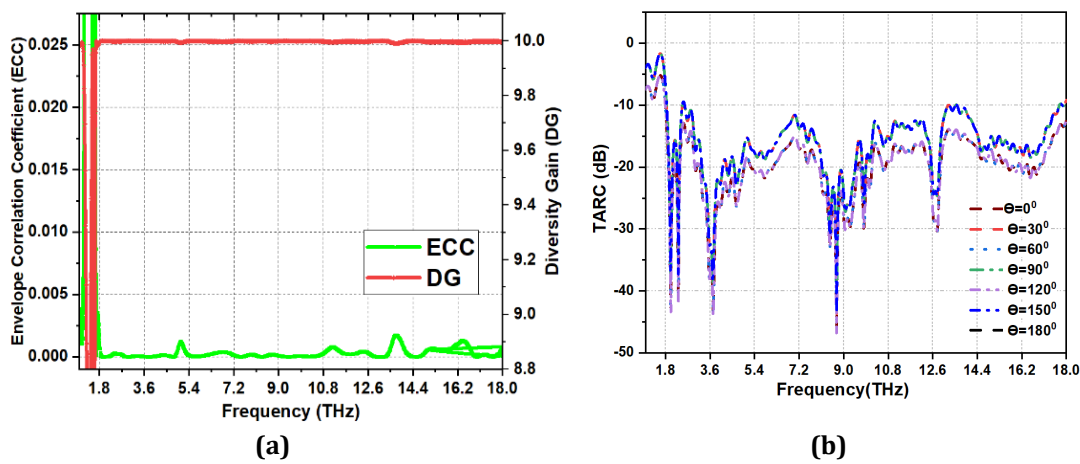 Envelope Correlation Coefficient (ECC)
0.025
0.020
0.015
0.010
0.005
0.000
10.0
9.8
9.6
9.4
9.2
9.0
8.8
Diversity Gain (DG)
ECC
DG
1.8 3.6 5.4 7.2 9.0 10.8 12.6 14.4 16.2 18.0
Frequency (THz)
(a)
TARC (dB)
0
-10
-20
-30
-40
-50
ϴ=0⁰
ϴ=30⁰
ϴ=60⁰
ϴ=90⁰
ϴ=120⁰
ϴ=150⁰
ϴ=180⁰
1.8 3.6 5.4 7.2 9.0 10.8 12.6 14.4 16.2 18.0
Frequency(THz)
(b)